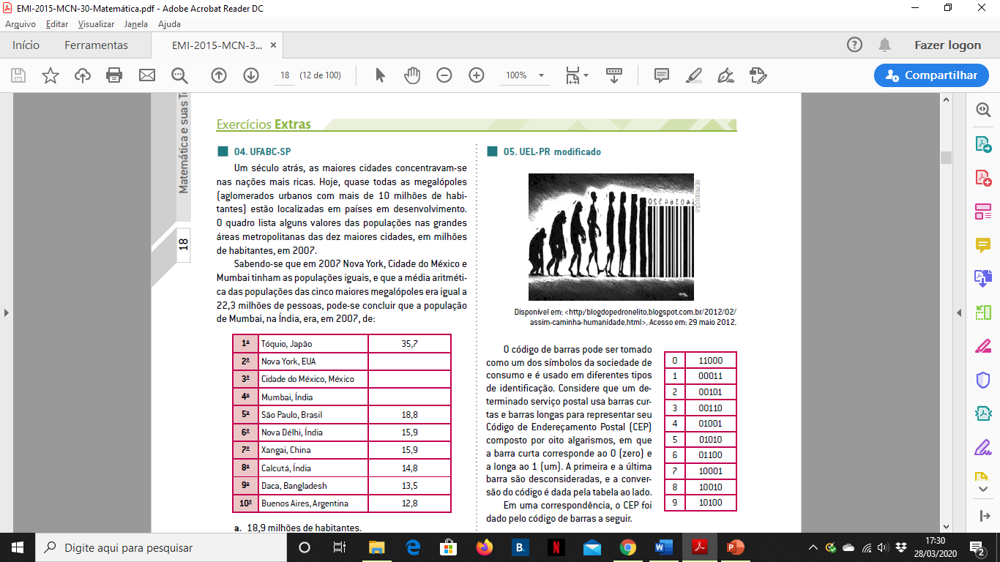 EMI-2015-MCN-30-Matemática.pdf - Adobe Acrobat Reader DC
Arquivo Editar Visualizar Janela Ajuda
Início Ferramentas EMI-2015-MCN-3... × Fazer logon
18 (12 de 100) 100% Compartilhar
Matemática e suas
18
Exercícios Extras
04. UFABC-SP
Um século atrás, as maiores cidades concentravam-se
nas nações mais ricas. Hoje, quase todas as megalópoles
(aglomerados urbanos com mais de 10 milhões de habi-
tantes) estão localizadas em países em desenvolvimento.
O quadro lista alguns valores das populações nas grandes
áreas metropolitanas das dez maiores cidades, em milhões
de habitantes, em 2007.
Sabendo-se que em 2007 Nova York, Cidade do México e
Mumbai tinham as populações iguais, e que a média aritméti-
ca das populações das cinco maiores megalópoles era igual a
22,3 milhões de pessoas, pode-se concluir que a população
de Mumbai, na Índia, era, em 2007, de:
1ª Tóquio, Japão 35,7
2ª Nova York, EUA
3ª Cidade do México, México
4ª Mumbai, Índia
5ª São Paulo, Brasil 18,8
6ª Nova Délhi, Índia 15,9
7ª Xangai, China 15,9
8ª Calcutá, Índia 14,8
9ª Daca, Bangladesh 13,5
10ª Buenos Aires, Argentina 12,8
a. 18,9 milhões de habitantes.
05. UEL-PR modificado
REPRODUÇÃO
Disponível em: <http:/blogdopedronelito.blogspot.com.br/2012/02/
assim-caminha-humanidade.html>. Acesso em: 29 maio 2012.
O código de barras pode ser tomado
como um dos símbolos da sociedade de
consumo e é usado em diferentes tipos
de identificação. Considere que um de-
terminado serviço postal usa barras cur-
tas e barras longas para representar seu
Código de Endereçamento Postal (CEP)
composto por oito algarismos, em que
a barra curta corresponde ao 0 (zero) e
a longa ao 1 (um). A primeira e a última
barra são desconsideradas, e a conver-
são do código é dada pela tabela ao lado.
Em uma correspondência, o CEP foi
dado pelo código de barras a seguir.
0 11000
1 00011
2 00101
3 00110
4 01001
5 01010
6 01100
7 10001
8 10010
9 10100
Digite aqui para pesquisar
17:30
28/03/2020
2